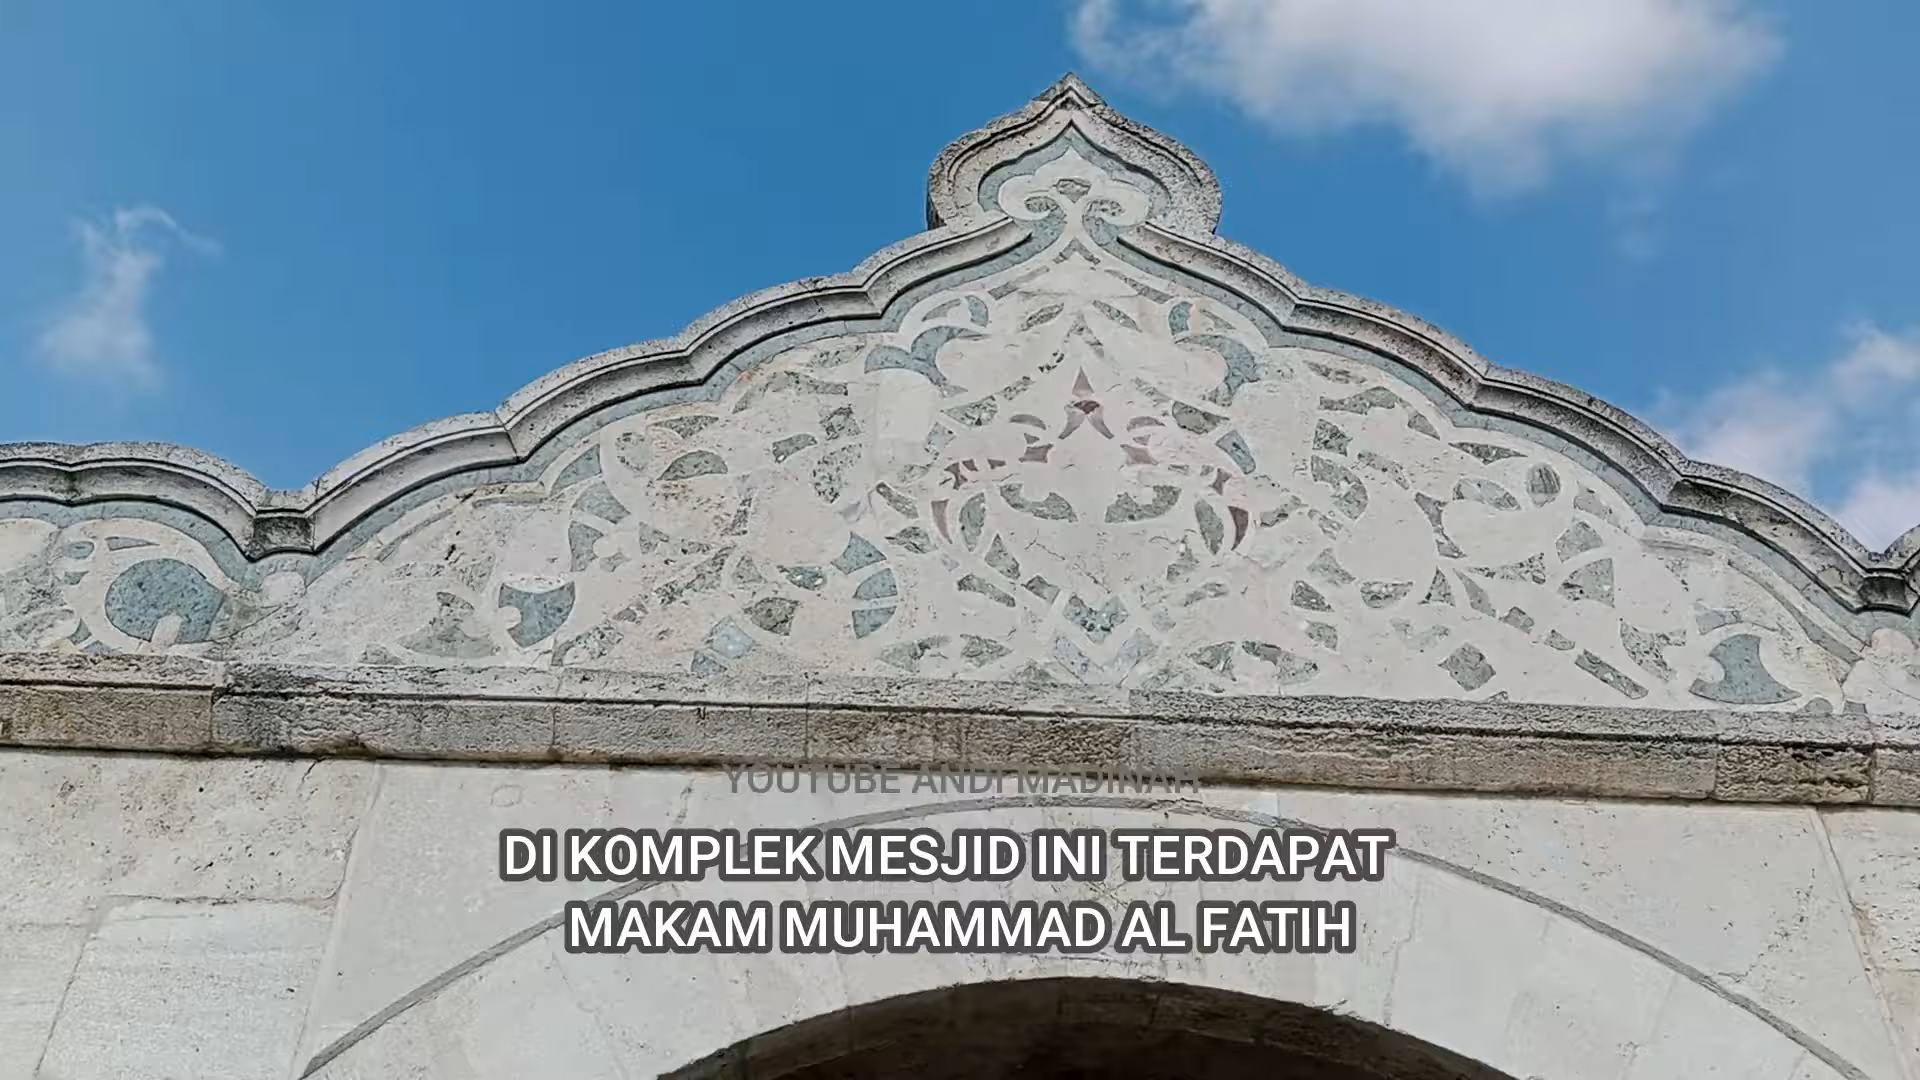 YOUTUBE ANDI MADINAH
DI KOMPLEK MESJID INI TERDAPAT
MAKAM MUHAMMAD AL FATIH